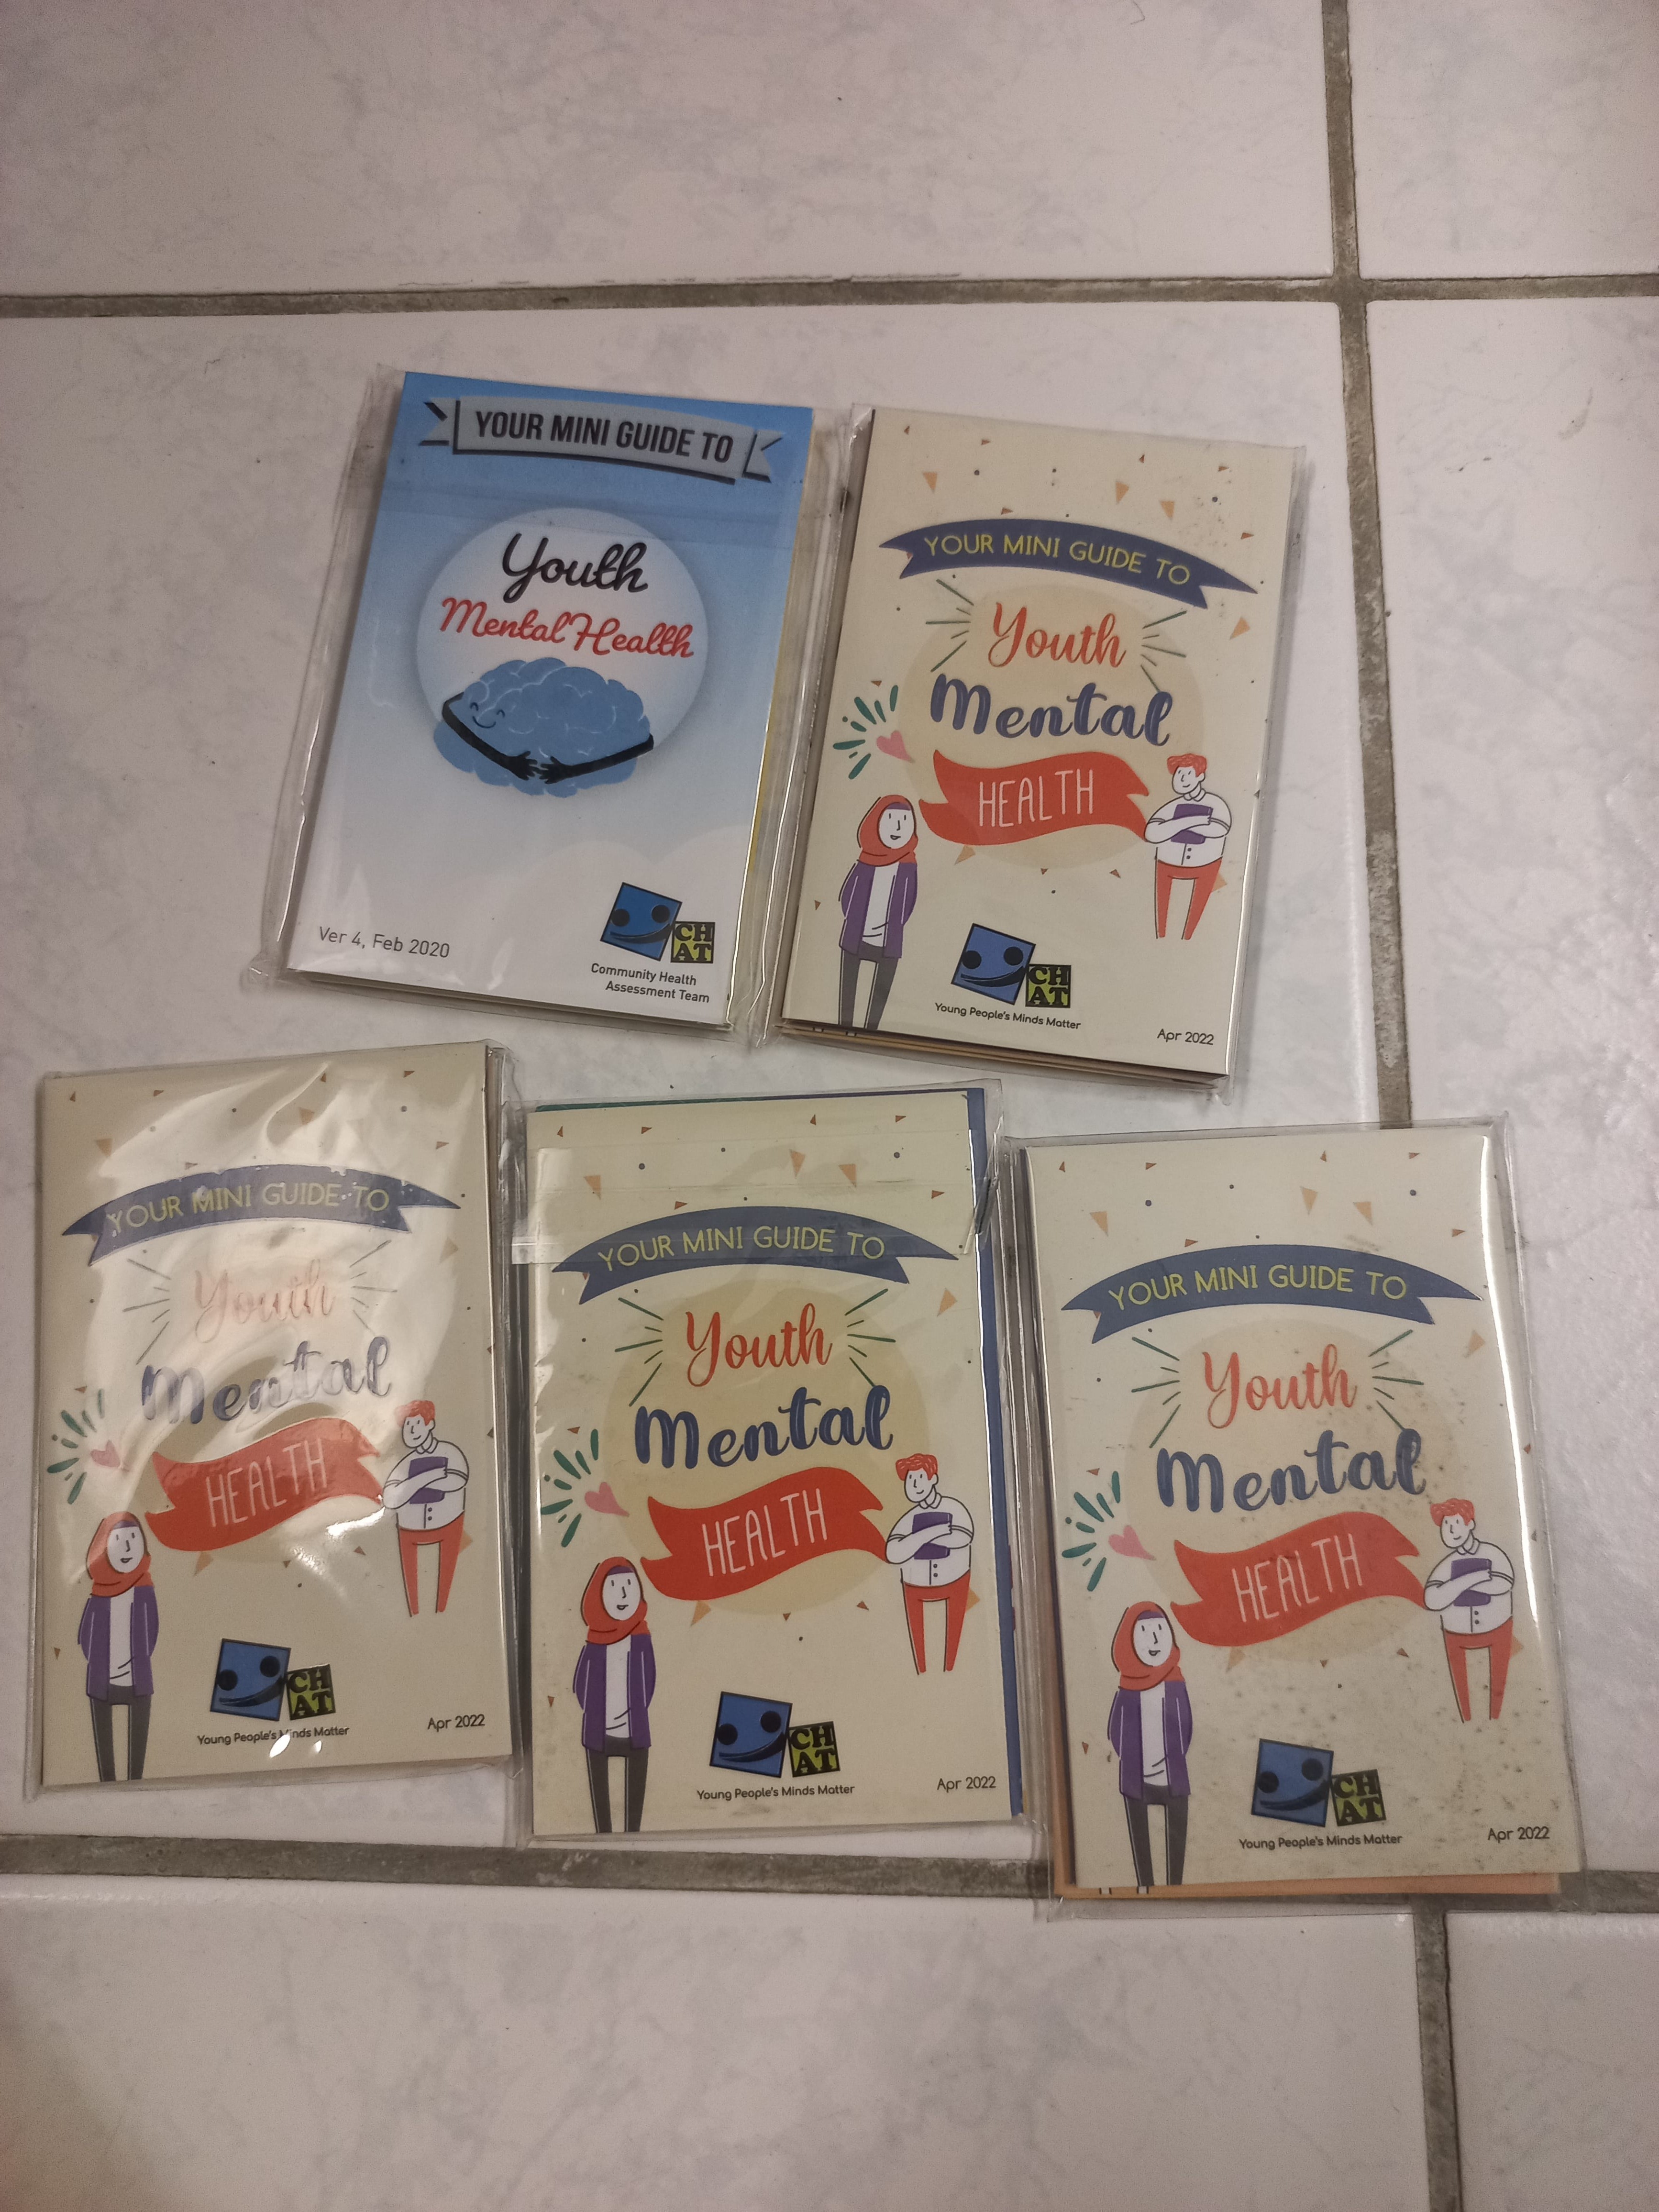 YOUR MINI GUIDE TO
Youth
Mental Health
Ver 4, Feb 2020
CH
AT
Community Health
Assessment Team
YOUR MINI GUIDE TO
Youth
Mental
HEALTH
CH
AT
Young People's Minds Matter
Apr 2022
YOUR MINI GUIDE TO
Youth
Mental
HEALTH
CH
AT
Young People's Minds Matter
Apr 2022
YOUR MINI GUIDE TO
Youth
Mental
HEALTH
CH
AT
Young People's Minds Matter
Apr 2022
YOUR MINI GUIDE TO
Youth
Mental
HEALTH
CH
AT
Young People's Minds Matter
Apr 2022